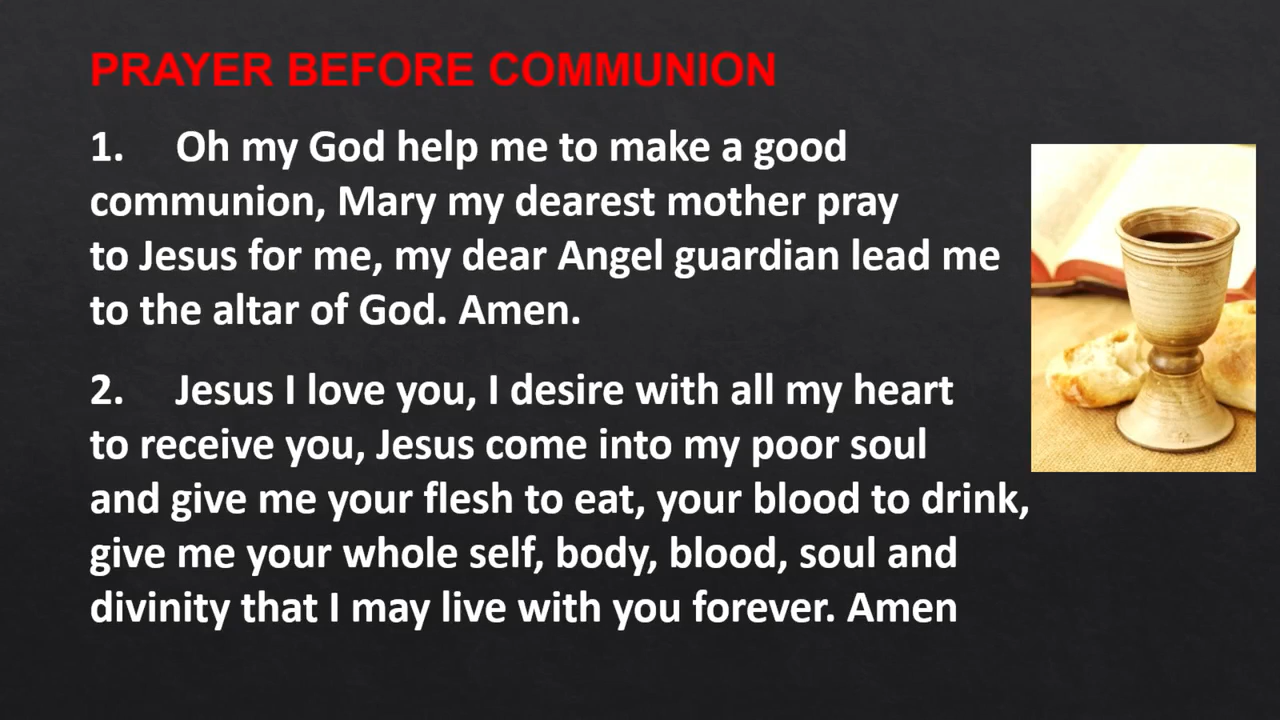 PRAYER BEFORE COMMUNION
1. Oh my God help me to make a good
communion, Mary my dearest mother pray
to Jesus for me, my dear Angel guardian lead me
to the altar of God. Amen.
2. Jesus I love you, I desire with all my heart
to receive you, Jesus come into my poor soul
and give me your flesh to eat, your blood to drink,
give me your whole self, body, blood, soul and
divinity that I may live with you forever. Amen